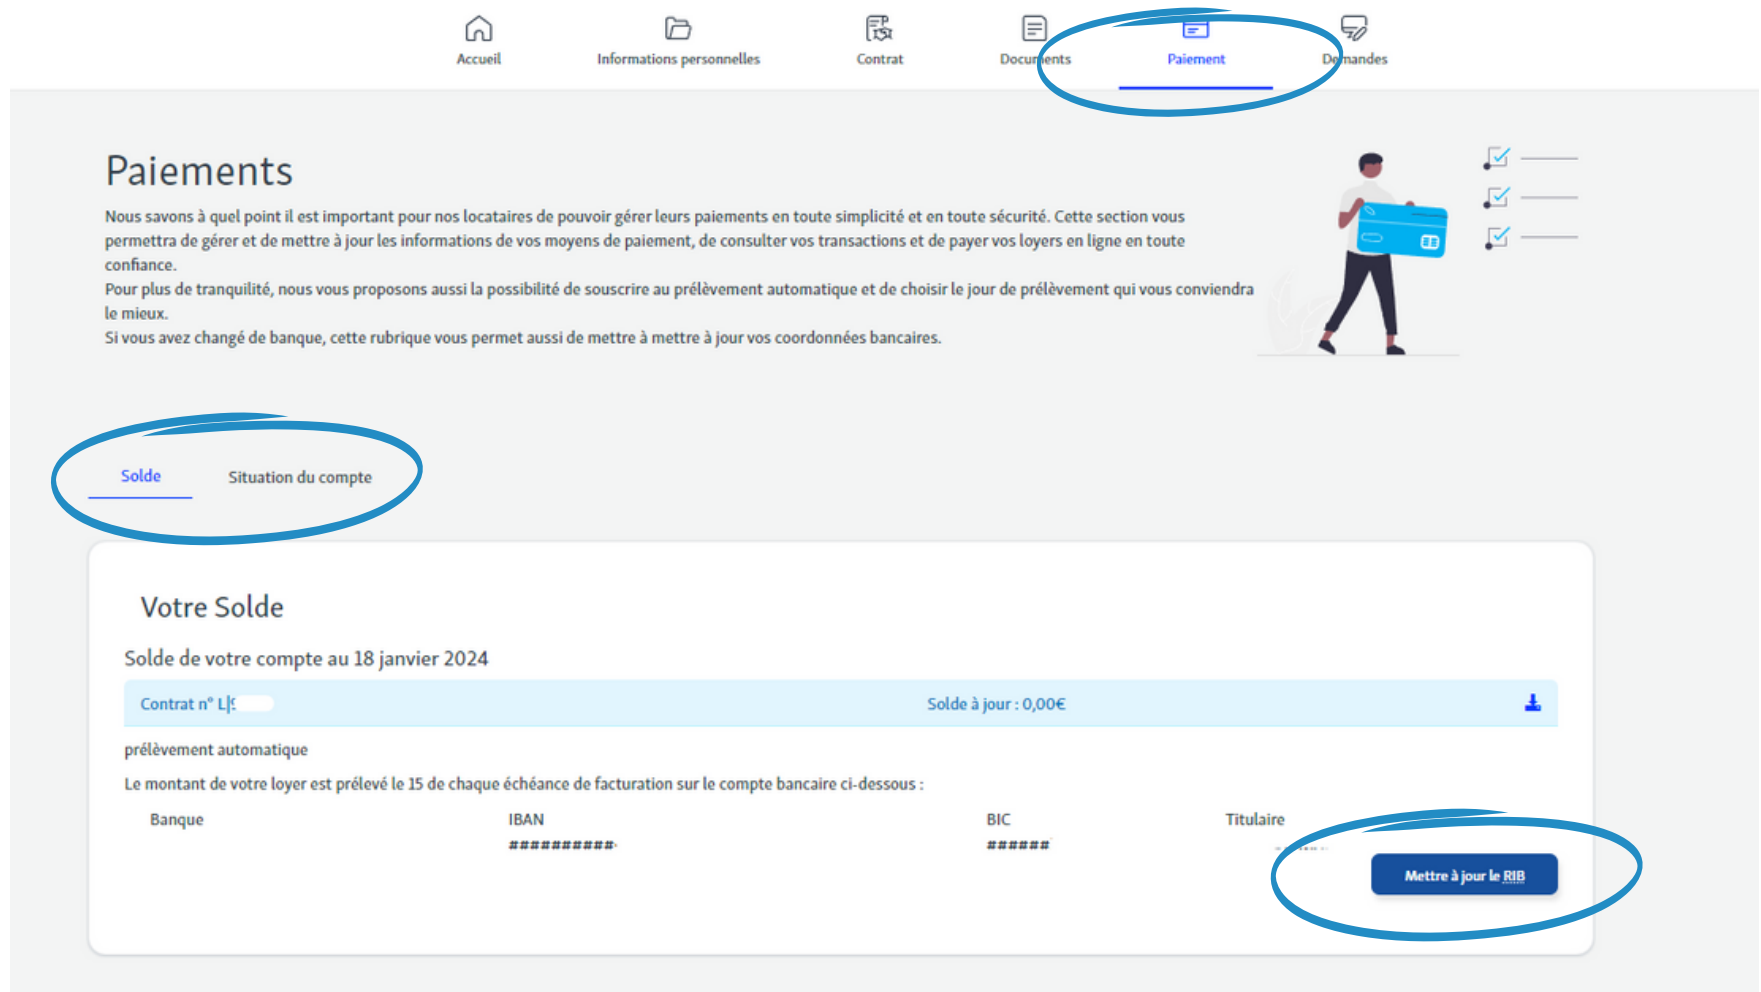 Accueil
Informations personnelles
Contrat
Documents
Paiement
Demandes
Paiements
Nous savons à quel point il est important pour nos locataires de pouvoir gérer leurs paiements en toute simplicité et en toute sécurité. Cette section vous
permettra de gérer et de mettre à jour les informations de vos moyens de paiement, de consulter vos transactions et de payer vos loyers en ligne en toute
confiance.
Pour plus de tranquilité, nous vous proposons aussi la possibilité de souscrire au prélèvement automatique et de choisir le jour de prélèvement qui vous conviendra
le mieux.
Si vous avez changé de banque, cette rubrique vous permet aussi de mettre à mettre à jour vos coordonnées bancaires.
Solde
Situation du compte
Votre Solde
Solde de votre compte au 18 janvier 2024
Contrat n° Solde à jour : 0,00€
prélèvement automatique
Le montant de votre loyer est prélevé le 15 de chaque échéance de facturation sur le compte bancaire ci-dessous :
Banque IBAN BIC Titulaire
########## ######
Mettre à jour le RIB